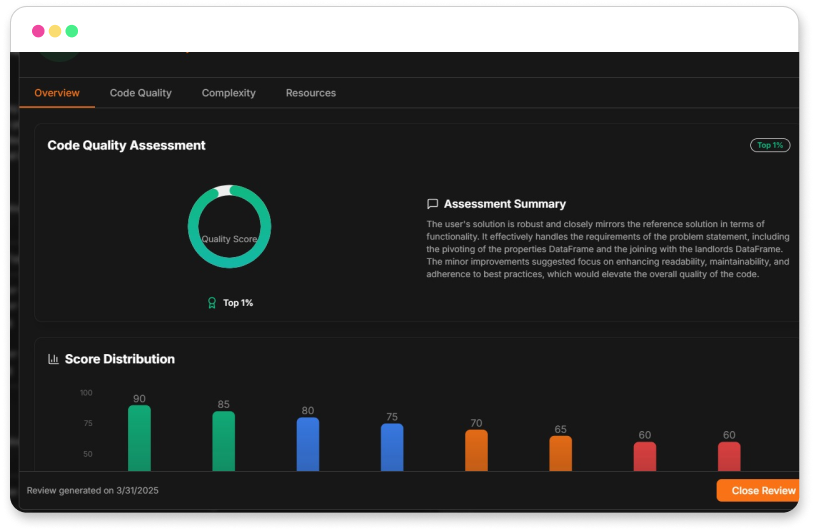 Overview Code Quality Complexity Resources
Code Quality Assessment
Top 1%
Quality Score
Top 1%
Assessment Summary
The user's solution is robust and closely mirrors the reference solution in terms of
functionality. It effectively handles the requirements of the problem statement, including
the pivoting of the properties DataFrame and the joining with the landlords DataFrame.
The minor improvements suggested focus on enhancing readability, maintainability, and
adherence to best practices, which would elevate the overall quality of the code.
Score Distribution
100
75
50
90
85
80
75
70
65
60
60
Review generated on 3/31/2025
Close Review